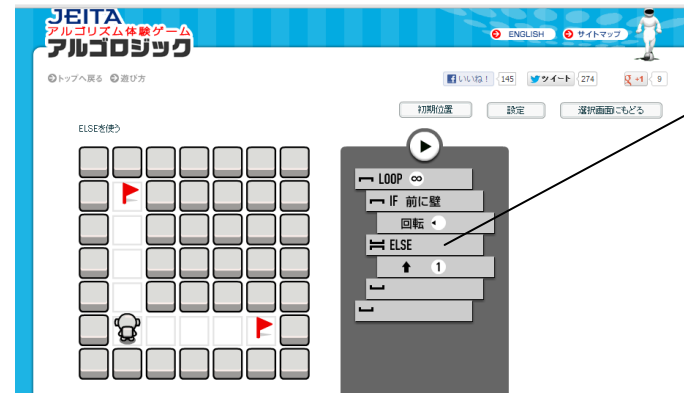 JEITA
アルゴリズム体験ゲーム
アルゴロジック
ENGLISH サイトマップ
トップへ戻る 遊び方
いいね! 145 ツイート 274 +1 9
初期位置 設定 選択画面にもどる
ELSEを使う
LOOP ∞
IF 前に壁
回転
ELSE
1